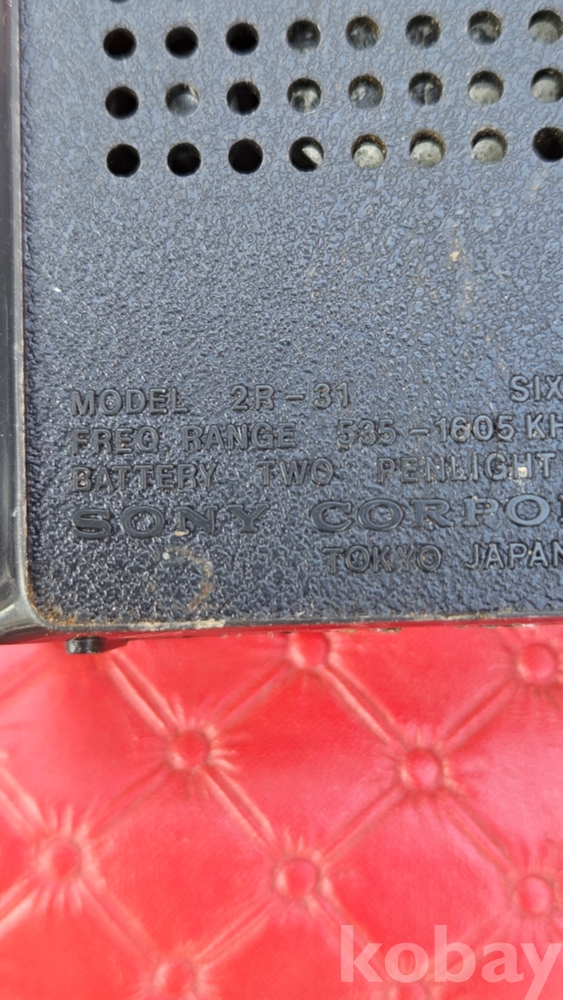 MODEL 2R-31 SIX
FREQ RANGE 535-1605 KH
BATTERY TWO PENLIGHT
SONY CORPO
TOKYO JAPAN
kobay